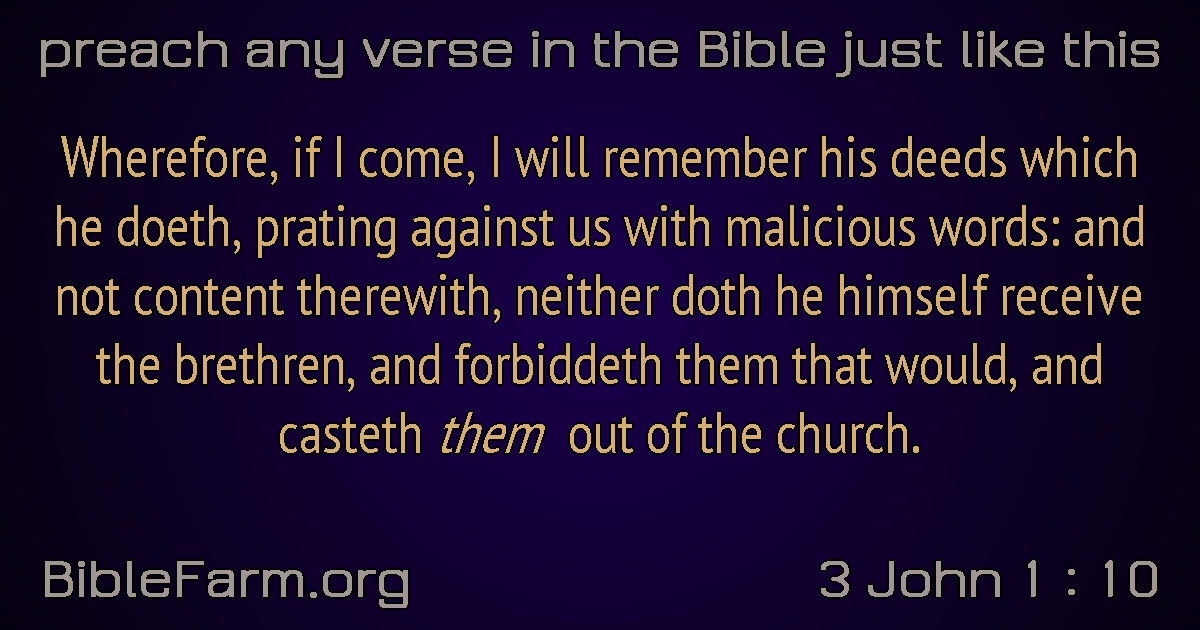 preach any verse in the Bible just like this
Wherefore, if I come, I will remember his deeds which
he doeth, prating against us with malicious words: and
not content therewith, neither doth he himself receive
the brethren, and forbiddeth them that would, and
casteth them out of the church.
BibleFarm.org
3 John 1 : 10